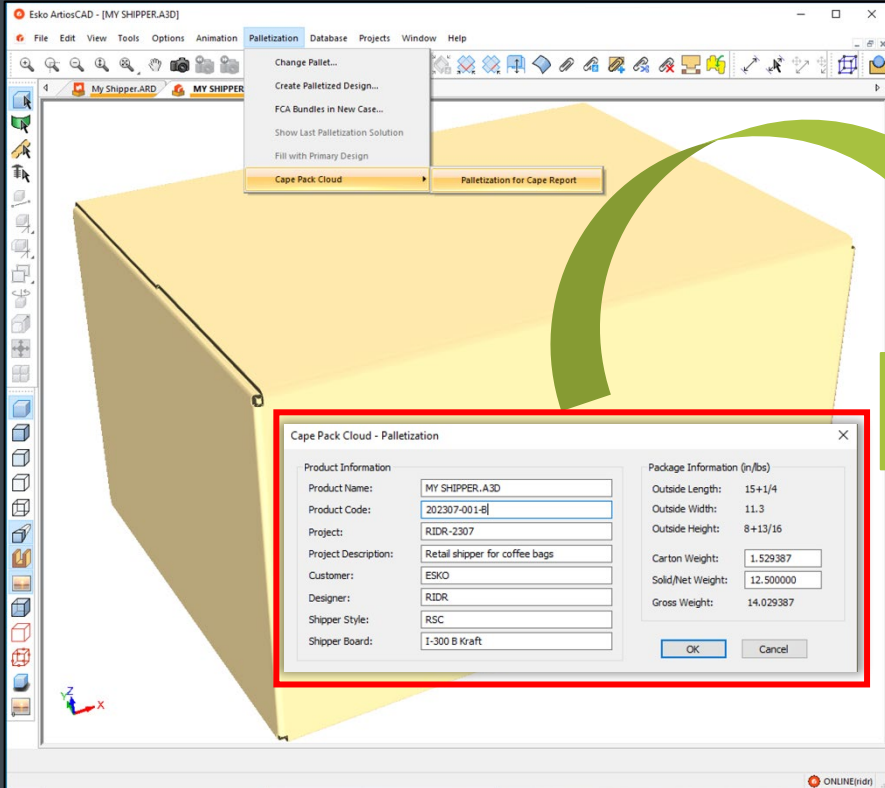 Esko ArtiosCAD - [MY SHIPPER.A3D]
File Edit View Tools Options Animation Palletization Database Projects Window Help
My Shipper.ARD MY SHIPPER
Change Pallet...
Create Palletized Design...
FCA Bundles in New Case...
Show Last Palletization Solution
Fill with Primary Design
Cape Pack Cloud
Palletization for Cape Report
Cape Pack Cloud - Palletization
Product Information
Product Name: MY SHIPPER.A3D
Product Code: 202307-001-B
Project: RIDR-2307
Project Description: Retail shipper for coffee bags
Customer: ESKO
Designer: RIDR
Shipper Style: RSC
Shipper Board: I-300 B Kraft
Package Information (in/lbs)
Outside Length: 15+1/4
Outside Width: 11.3
Outside Height: 8+13/16
Carton Weight: 1.529387
Solid/Net Weight: 12.500000
Gross Weight: 14.029387
OK Cancel
Z
Y X
ONLINE(ridr)